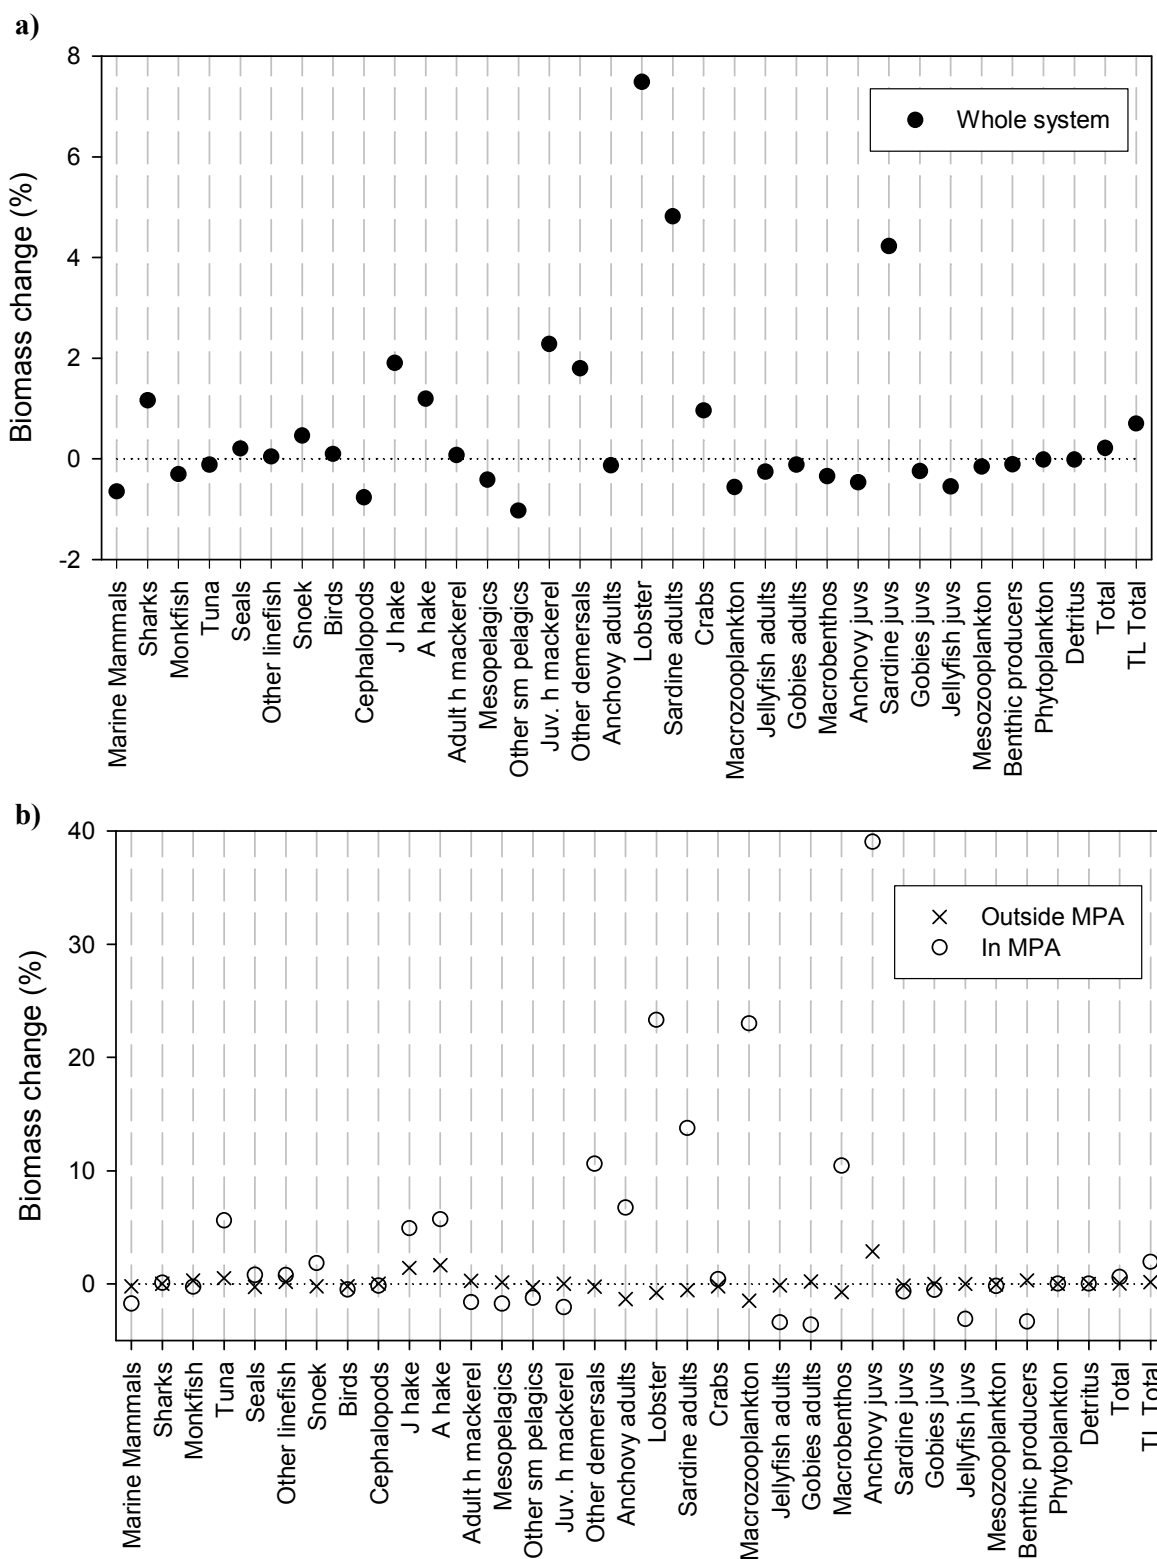 a)
Biomass change (%)
8
6
4
2
0
-2
Whole system
Marine Mammals
Sharks
Monkfish
Tuna
Seals
Other linefish
Snoek
Birds
Cephalopods
J hake
A hake
Adult h mackerel
Mesopelagics
Other sm pelagics
Juv. h mackerel
Other demersals
Anchovy adults
Lobster
Sardine adults
Crabs
Macrozooplankton
Jellyfish adults
Gobies adults
Macrobenthos
Anchovy juvs
Sardine juvs
Gobies juvs
Jellyfish juvs
Mesozooplankton
Benthic producers
Phytoplankton
Detritus
Total
TL Total
b)
Biomass change (%)
40
30
20
10
0
Outside MPA
In MPA
Marine Mammals
Sharks
Monkfish
Tuna
Seals
Other linefish
Snoek
Birds
Cephalopods
J hake
A hake
Adult h mackerel
Mesopelagics
Other sm pelagics
Juv. h mackerel
Other demersals
Anchovy adults
Lobster
Sardine adults
Crabs
Macrozooplankton
Jellyfish adults
Gobies adults
Macrobenthos
Anchovy juvs
Sardine juvs
Gobies juvs
Jellyfish juvs
Mesozooplankton
Benthic producers
Phytoplankton
Detritus
Total
TL Total